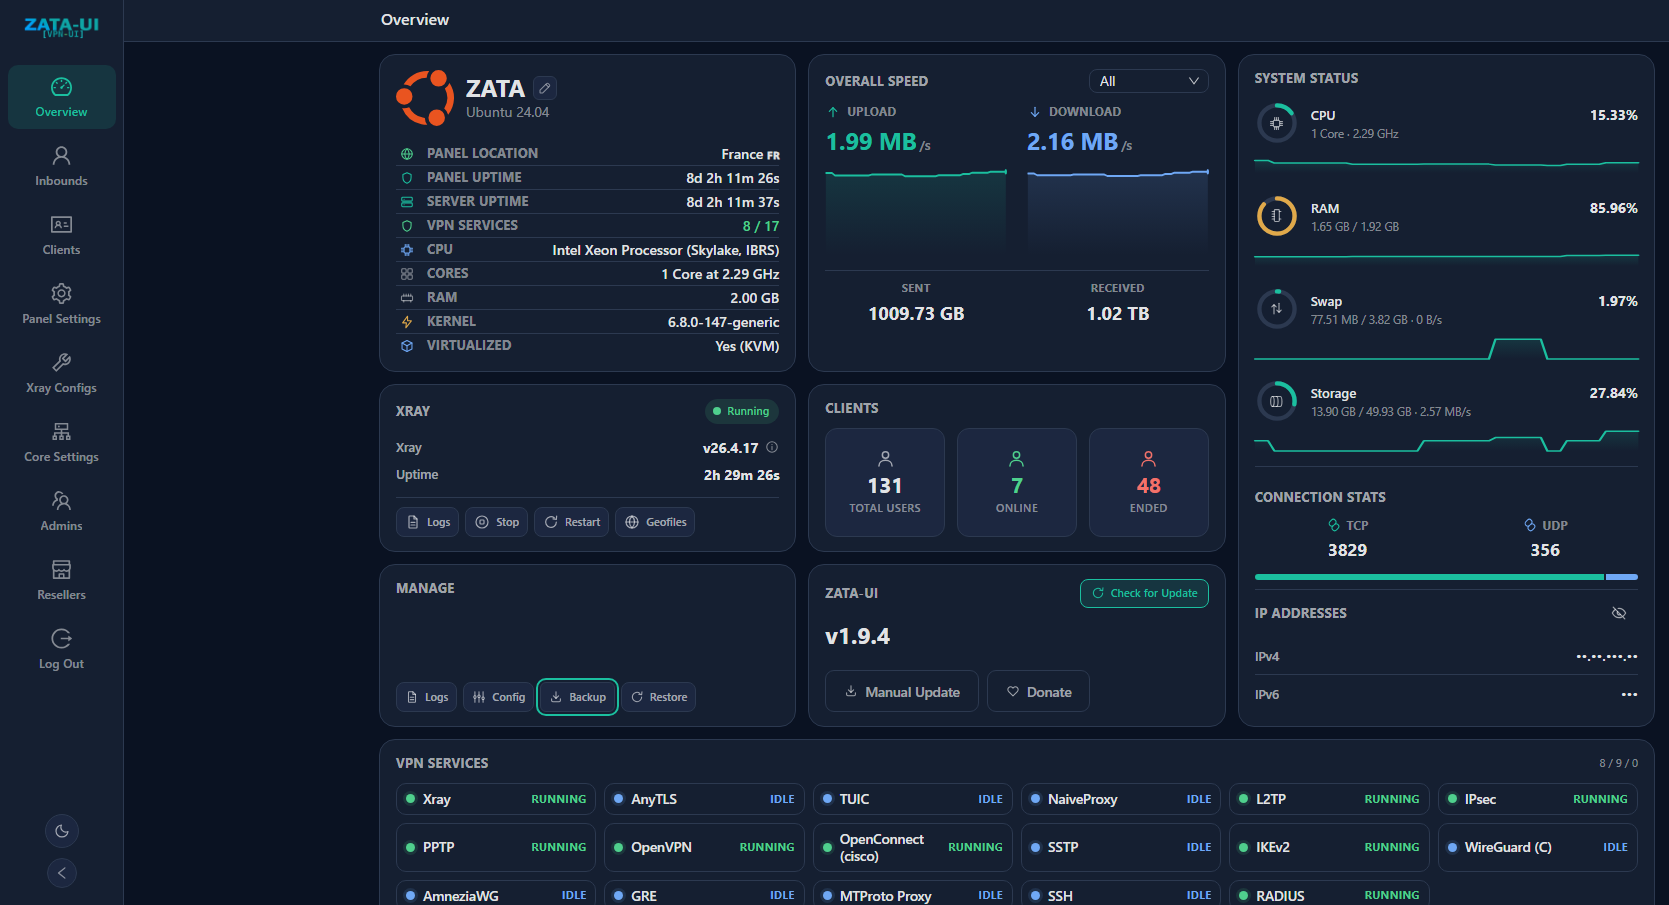 ZATA-UI
[VPN-UI]
Overview
Inbounds
Clients
Panel Settings
Xray Configs
Core Settings
Admins
Resellers
Log Out
Overview
ZATA
Ubuntu 24.04
PANEL LOCATION France FR
PANEL UPTIME 8d 2h 11m 26s
SERVER UPTIME 8d 2h 11m 37s
VPN SERVICES 8 / 17
CPU Intel Xeon Processor (Skylake, IBRS)
CORES 1 Core at 2.29 GHz
RAM 2.00 GB
KERNEL 6.8.0-147-generic
VIRTUALIZED Yes (KVM)
OVERALL SPEED All
UPLOAD DOWNLOAD
1.99 MB/s 2.16 MB/s
SENT RECEIVED
1009.73 GB 1.02 TB
SYSTEM STATUS
CPU 15.33%
1 Core · 2.29 GHz
RAM 85.96%
1.65 GB / 1.92 GB
Swap 1.97%
77.51 MB / 3.82 GB · 0 B/s
Storage 27.84%
13.90 GB / 49.93 GB · 2.57 MB/s
CONNECTION STATS
TCP UDP
3829 356
IP ADDRESSES
IPv4 ••.••.•••.••
IPv6 •••
XRAY Running
Xray v26.4.17
Uptime 2h 29m 26s
Logs Stop Restart Geofiles
CLIENTS
131 7 48
TOTAL USERS ONLINE ENDED
MANAGE
Logs Config Backup Restore
ZATA-UI Check for Update
v1.9.4
Manual Update Donate
VPN SERVICES 8 / 9 / 0
Xray RUNNING AnyTLS IDLE TUIC IDLE NaiveProxy IDLE L2TP RUNNING IPsec RUNNING
PPTP RUNNING OpenVPN RUNNING OpenConnect (cisco) RUNNING SSTP IDLE IKEv2 RUNNING WireGuard (C) IDLE
AmneziaWG IDLE GRE IDLE MTProto Proxy IDLE SSH IDLE RADIUS RUNNING